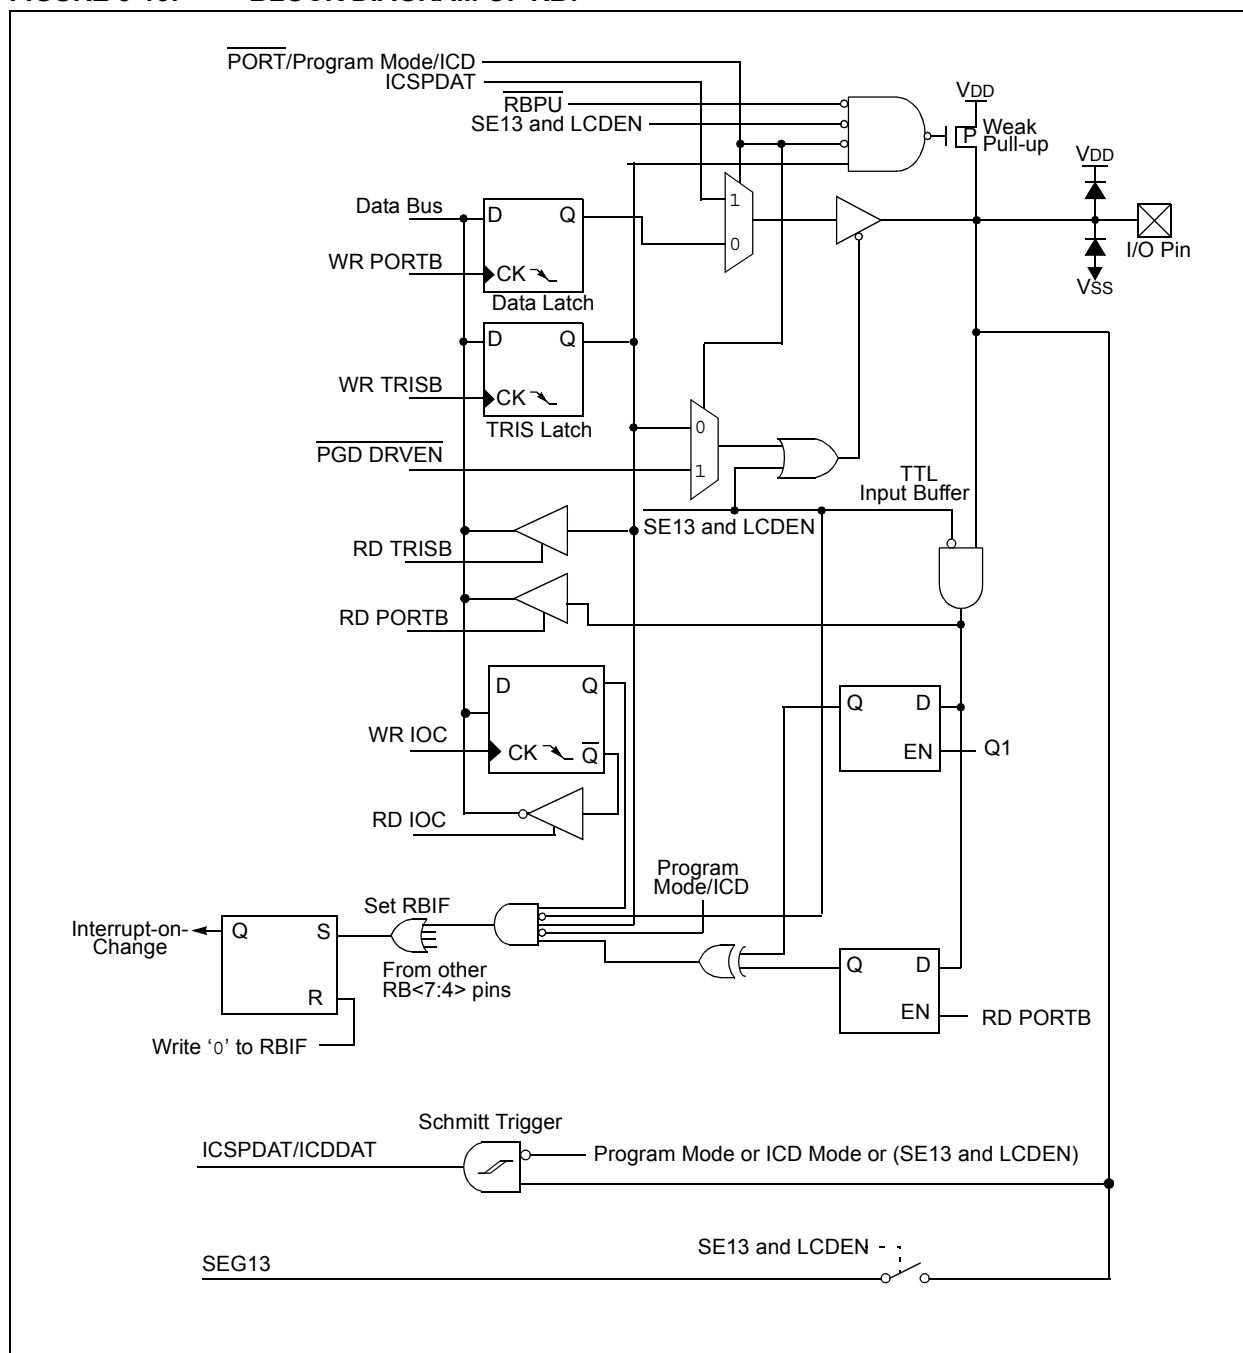 PORT/Program Mode/ICD
ICSPDAT
RBPU
SE13 and LCDEN
VDD
P
Weak
Pull-up
VDD
1
0
I/O Pin
VSS
Data Bus
D
Q
WR PORTB
CK
Data Latch
D
Q
WR TRISB
CK
TRIS Latch
0
1
PGD DRVEN
TTL
Input Buffer
SE13 and LCDEN
RD TRISB
RD PORTB
D
Q
WR IOC
CK
Q
Q
D
EN
Q1
RD IOC
Program
Mode/ICD
Set RBIF
Interrupt-on-
Change
Q
S
R
From other
RB<7:4> pins
Q
D
EN
RD PORTB
Write ‘0’ to RBIF
Schmitt Trigger
ICSPDAT/ICDDAT
Program Mode or ICD Mode or (SE13 and LCDEN)
SE13 and LCDEN
SEG13